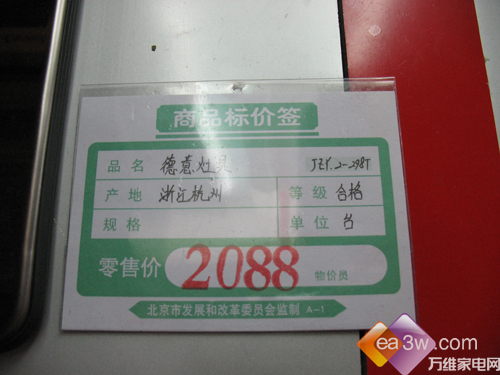 商品标价签
品名 德意灶具 JZY.2-298T
产地 浙江杭州 等级 合格
规格 单位 台
零售价 2088 物价员
北京市发展和改革委员会监制 A-1
ea3w.com
万维家电网